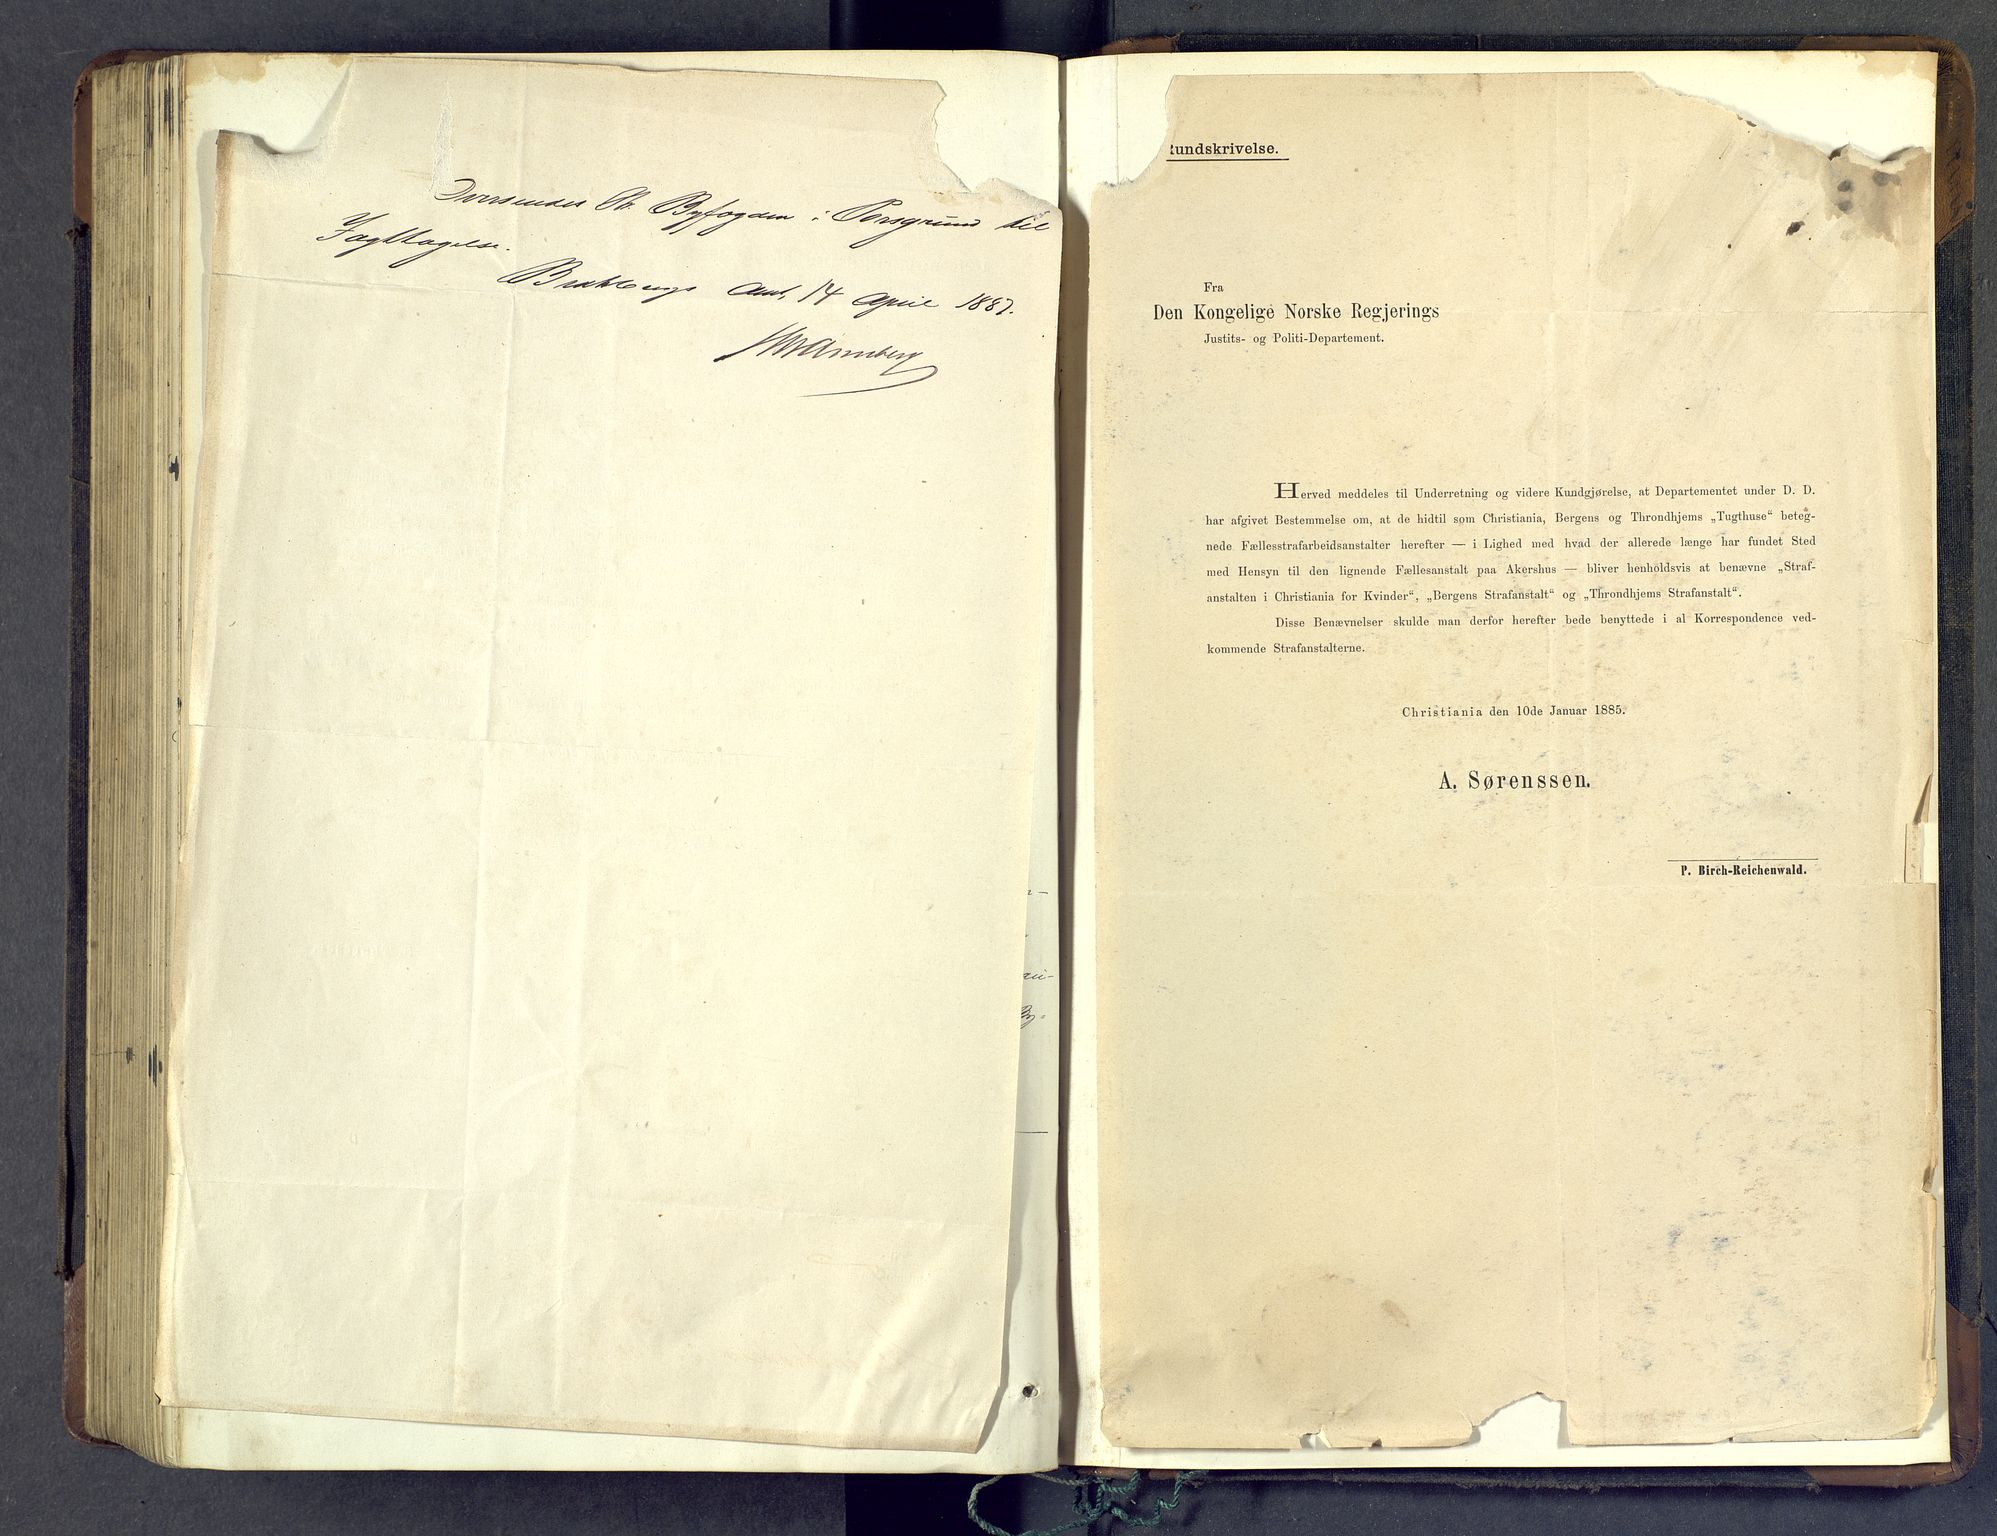 Oversendes Hr. Byfogden i Porsgrund til
Iagttagelse.
Bratsbergs Amt, 14 April 1887.
Rundskrivelse.
Fra
Den Kongelige Norske Regjerings
Justits- og Politi-Departement.
Herved meddeles til Underretning og videre Kundgjørelse, at Departementet under D. D.
har afgivet Bestemmelse om, at de hidtil som Christiania, Bergens og Throndhjems „Tugthuse“ beteg-
nede Fællesstrafarbeidsanstalter herefter — i Lighed med hvad der allerede længe har fundet Sted
med Hensyn til den lignende Fællesanstalt paa Akershus — bliver henholdsvis at benævne „Straf-
anstalten i Christiania for Kvinder“, „Bergens Strafanstalt“ og „Throndhjems Strafanstalt“.
Disse Benævnelser skulde man derfor herefter bede benyttede i al Korrespondence ved-
kommende Strafanstalterne.
Christiania den 10de Januar 1885.
A. Sørenssen.
P. Birch-Reichenwald.